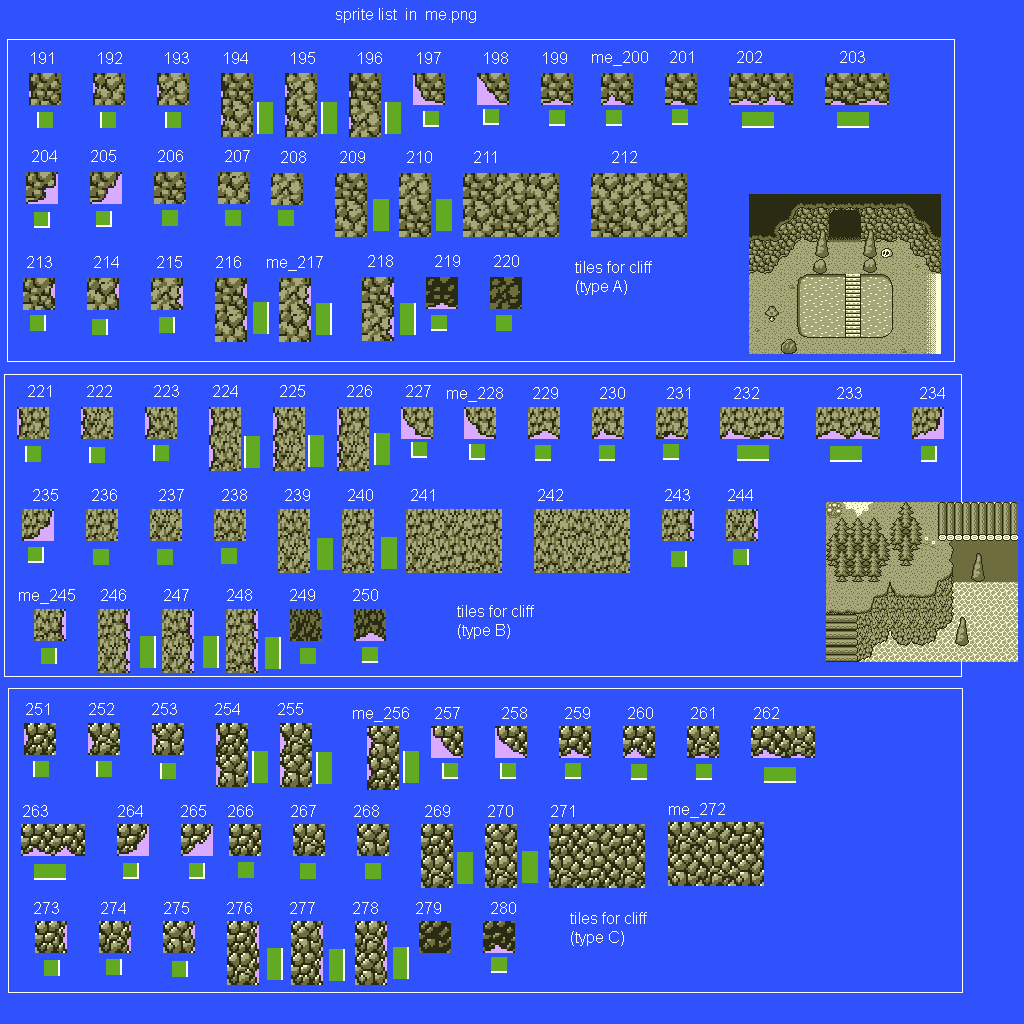 sprite list in me.png
191 192 193 194 195 196 197 198 199 me_200 201 202 203
204 205 206 207 208 209 210 211 212
213 214 215 216 me_217 218 219 220
tiles for cliff
(type A)
221 222 223 224 225 226 227 me_228 229 230 231 232 233 234
235 236 237 238 239 240 241 242 243 244
me_245 246 247 248 249 250
tiles for cliff
(type B)
251 252 253 254 255 me_256 257 258 259 260 261 262
263 264 265 266 267 268 269 270 271 me_272
273 274 275 276 277 278 279 280
tiles for cliff
(type C)